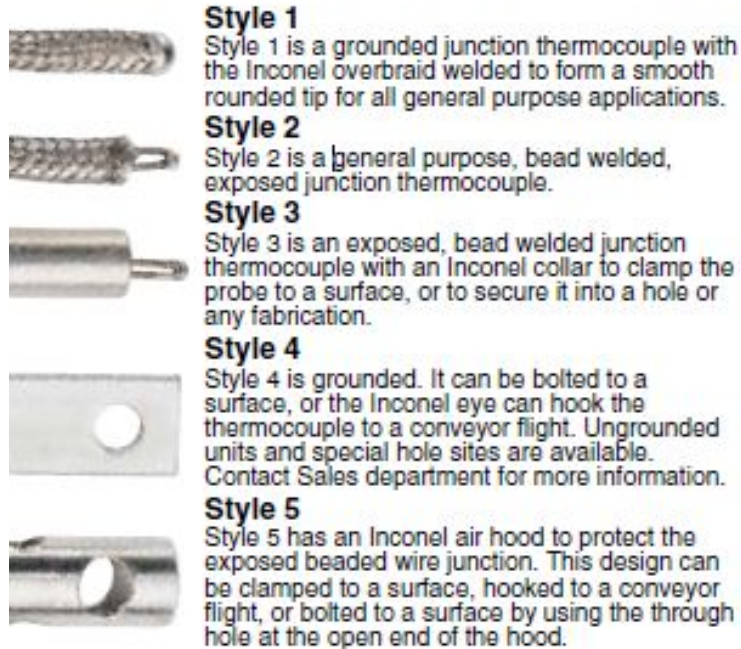 Style 1
Style 1 is a grounded junction thermocouple with
the Inconel overbraid welded to form a smooth
rounded tip for all general purpose applications.
Style 2
Style 2 is a general purpose, bead welded,
exposed junction thermocouple.
Style 3
Style 3 is an exposed, bead welded junction
thermocouple with an Inconel collar to clamp the
probe to a surface, or to secure it into a hole or
any fabrication.
Style 4
Style 4 is grounded. It can be bolted to a
surface, or the Inconel eye can hook the
thermocouple to a conveyor flight. Ungrounded
units and special hole sites are available.
Contact Sales department for more information.
Style 5
Style 5 has an Inconel air hood to protect the
exposed beaded wire junction. This design can
be clamped to a surface, hooked to a conveyor
flight, or bolted to a surface by using the through
hole at the open end of the hood.